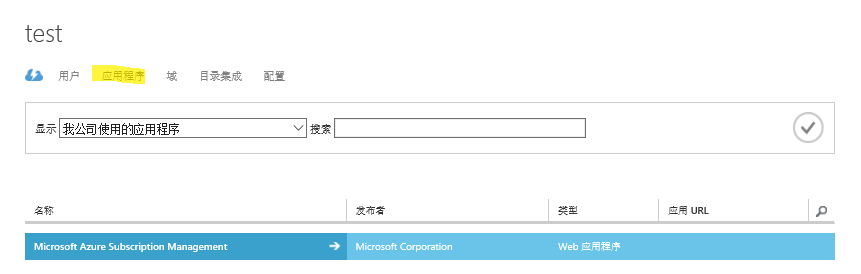 test
用户 应用程序 域 目录集成 配置
显示 我公司使用的应用程序 搜索
名称 发布者 类型 应用 URL
Microsoft Azure Subscription Management Microsoft Corporation Web 应用程序